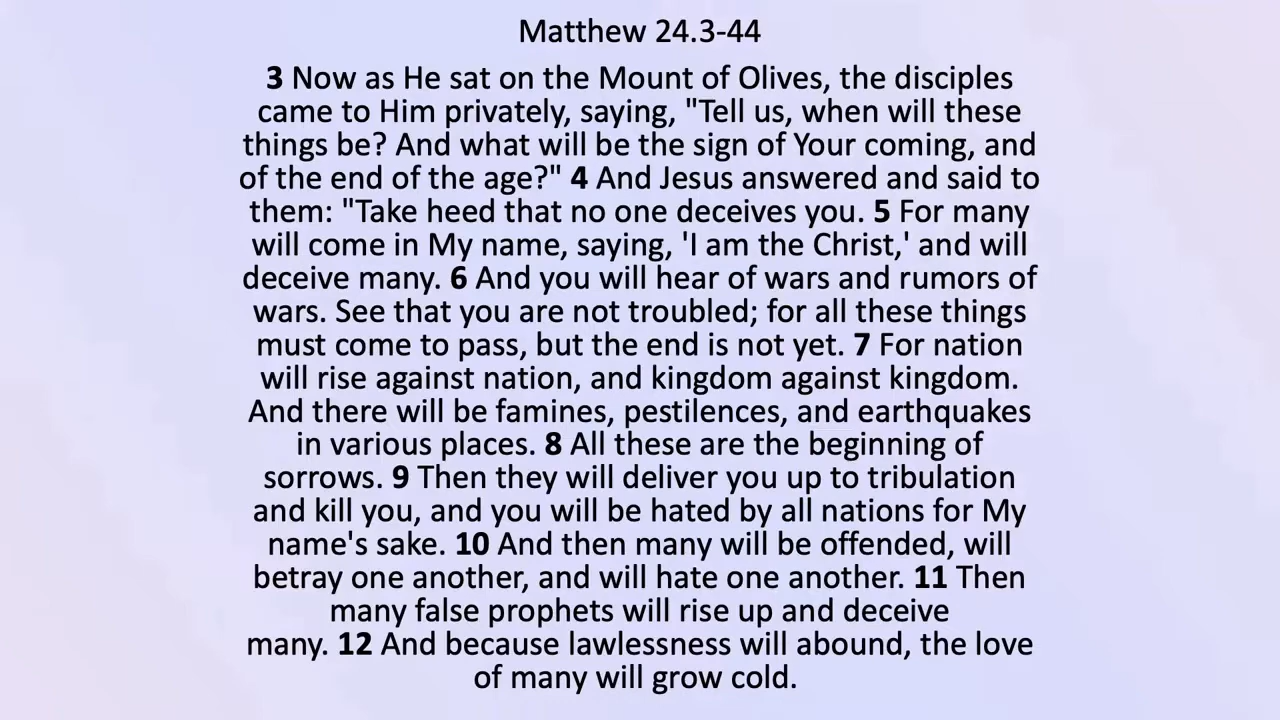 Matthew 24.3-44
3 Now as He sat on the Mount of Olives, the disciples
came to Him privately, saying, "Tell us, when will these
things be? And what will be the sign of Your coming, and
of the end of the age?" 4 And Jesus answered and said to
them: "Take heed that no one deceives you. 5 For many
will come in My name, saying, 'I am the Christ,' and will
deceive many. 6 And you will hear of wars and rumors of
wars. See that you are not troubled; for all these things
must come to pass, but the end is not yet. 7 For nation
will rise against nation, and kingdom against kingdom.
And there will be famines, pestilences, and earthquakes
in various places. 8 All these are the beginning of
sorrows. 9 Then they will deliver you up to tribulation
and kill you, and you will be hated by all nations for My
name's sake. 10 And then many will be offended, will
betray one another, and will hate one another. 11 Then
many false prophets will rise up and deceive
many. 12 And because lawlessness will abound, the love
of many will grow cold.